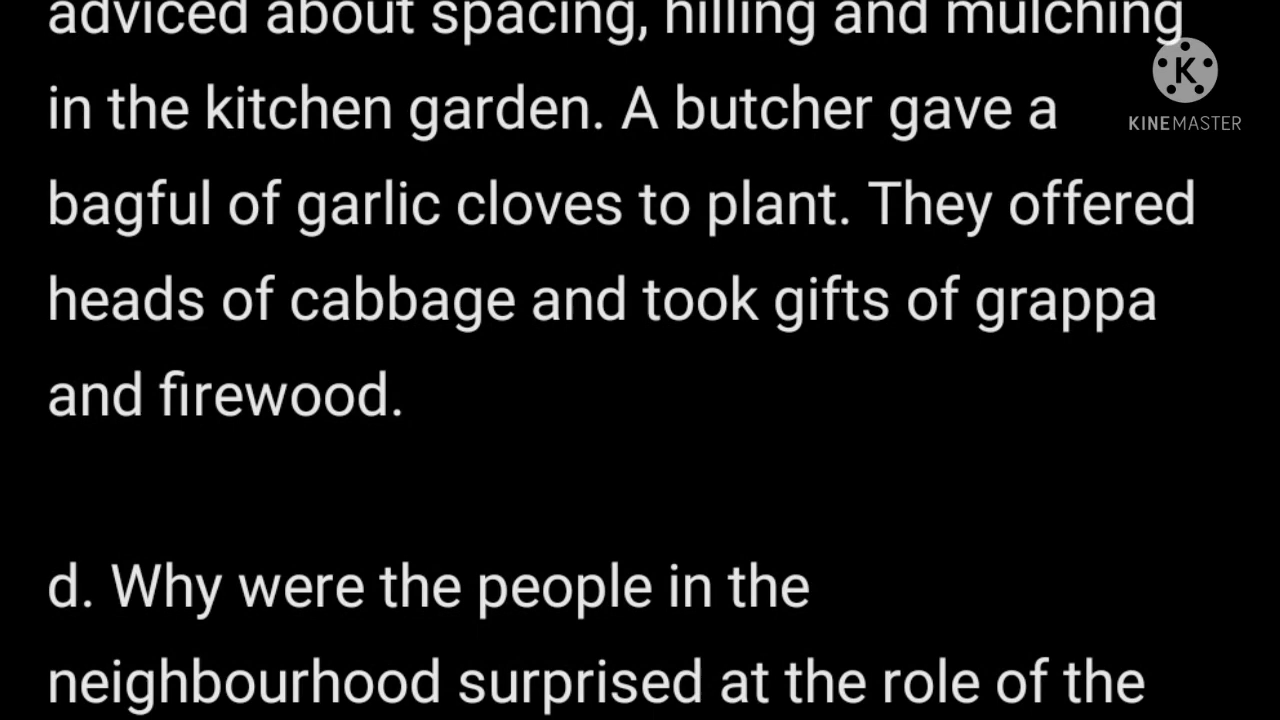 adviced about spacing, hilling and mulching
in the kitchen garden. A butcher gave a
K
KINEMASTER
bagful of garlic cloves to plant. They offered
heads of cabbage and took gifts of grappa
and firewood.
d. Why were the people in the
neighbourhood surprised at the role of the